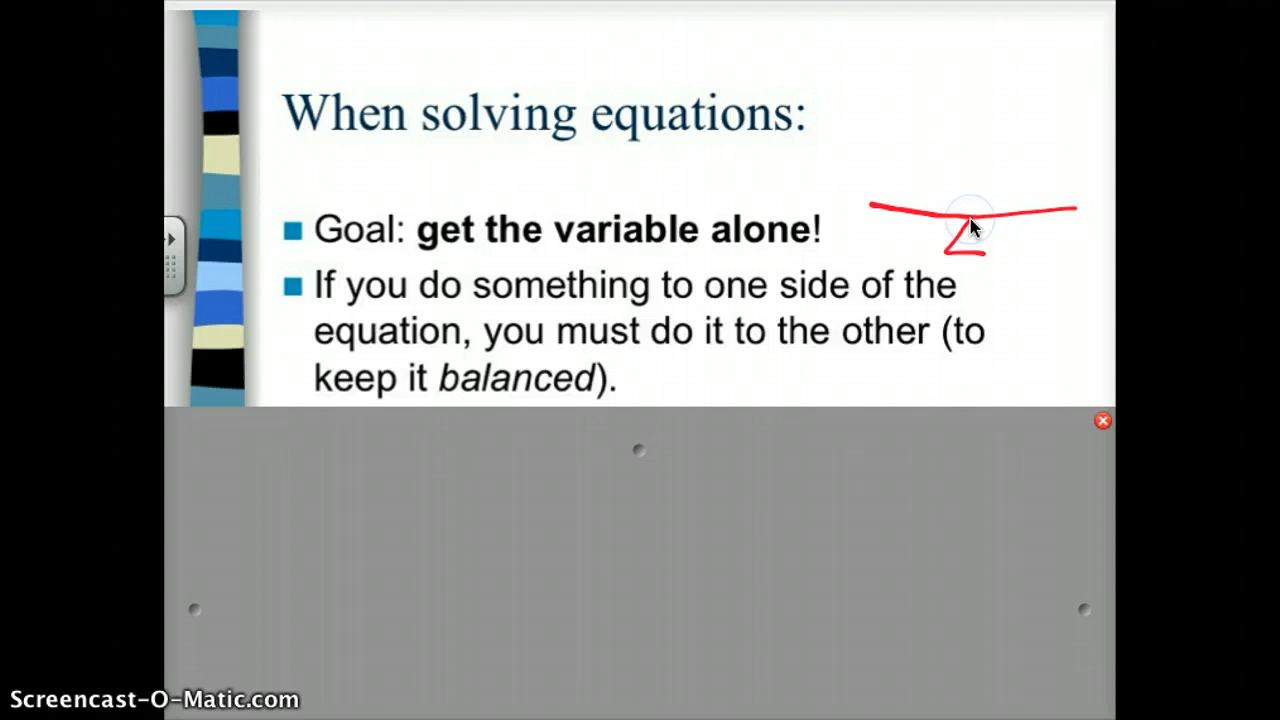 When solving equations:
Goal: get the variable alone!
If you do something to one side of the
equation, you must do it to the other (to
keep it balanced).
Screencast-O-Matic.com